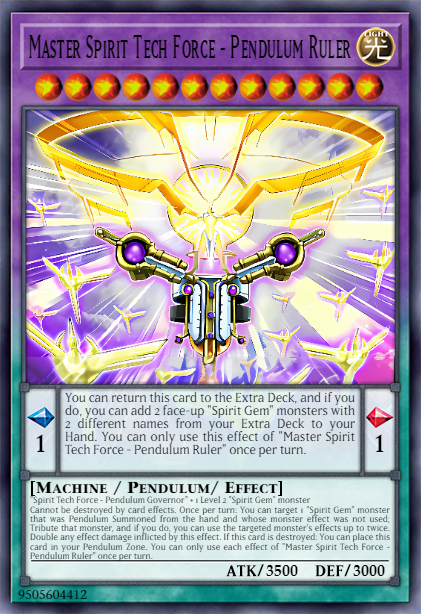 Master Spirit Tech Force - Pendulum Ruler
LIGHT
光
You can return this card to the Extra Deck, and if you
do, you can add 2 face-up "Spirit Gem" monsters with
2 different names from your Extra Deck to your
Hand. You can only use this effect of "Master Spirit
Tech Force - Pendulum Ruler" once per turn.
1
1
[Machine / Pendulum/ Effect]
"Spirit Tech Force - Pendulum Governor" + 1 Level 2 "Spirit Gem" monster
Cannot be destroyed by card effects. Once per turn: You can target 1 "Spirit Gem" monster
that was Pendulum Summoned from the hand and whose monster effect was not used;
Tribute that monster, and if you do, you can use the targeted monster's effects up to twice.
Double any effect damage inflicted by this effect. If this card is destroyed: You can place this
card in your Pendulum Zone. You can only use each effect of "Master Spirit Tech Force -
Pendulum Ruler" once per turn.
ATK/3500 DEF/3000
9505604412